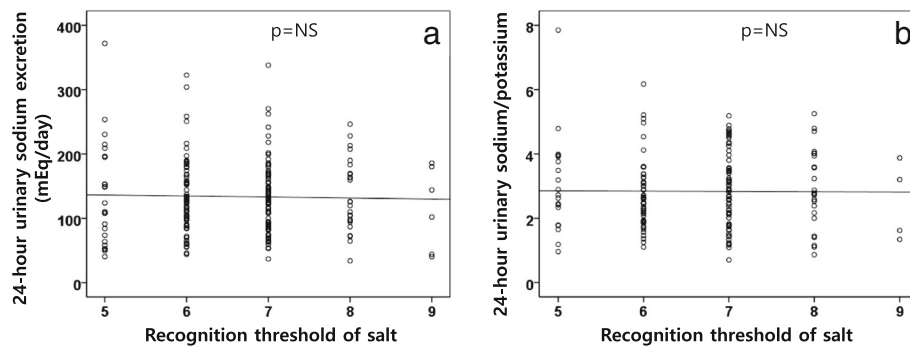 24-hour urinary sodium excretion
(mEq/day)
400
300
200
100
0
p=NS
a
5 6 7 8 9
Recognition threshold of salt
24-hour urinary sodium/potassium
8
6
4
2
0
p=NS
b
5 6 7 8 9
Recognition threshold of salt